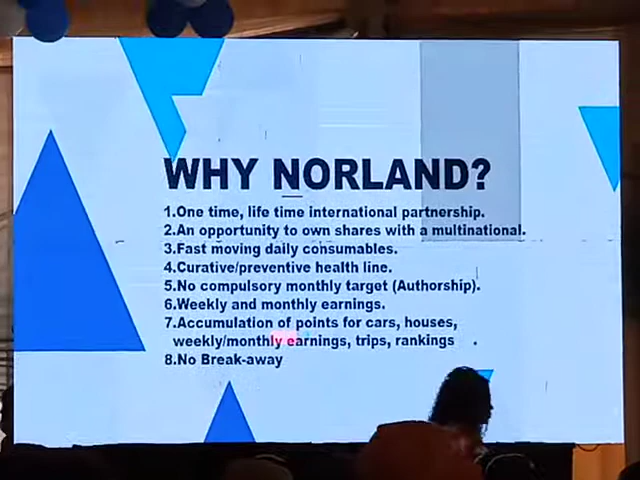 WHY NORLAND?
1.One time, life time international partnership.
2.An opportunity to own shares with a multinational.
3.Fast moving daily consumables.
4.Curative/preventive health line.
5.No compulsory monthly target (Authorship).
6.Weekly and monthly earnings.
7.Accumulation of points for cars, houses,
weekly/monthly earnings, trips, rankings .
8.No Break-away